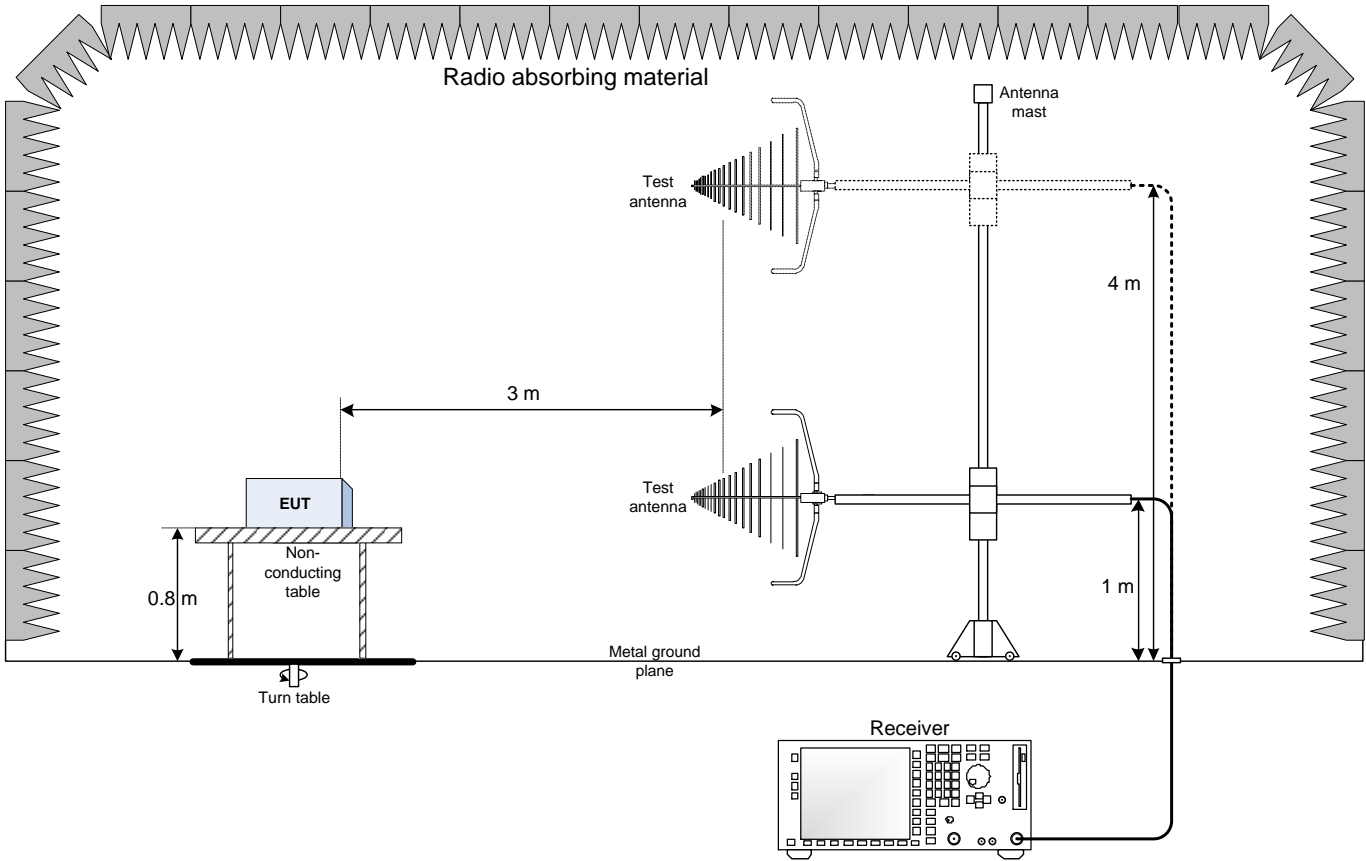 Radio absorbing material
Antenna
mast
Test
antenna
4 m
3 m
Test
antenna
EUT
Non-
conducting
table
0.8 m
1 m
Metal ground
plane
Turn table
Receiver